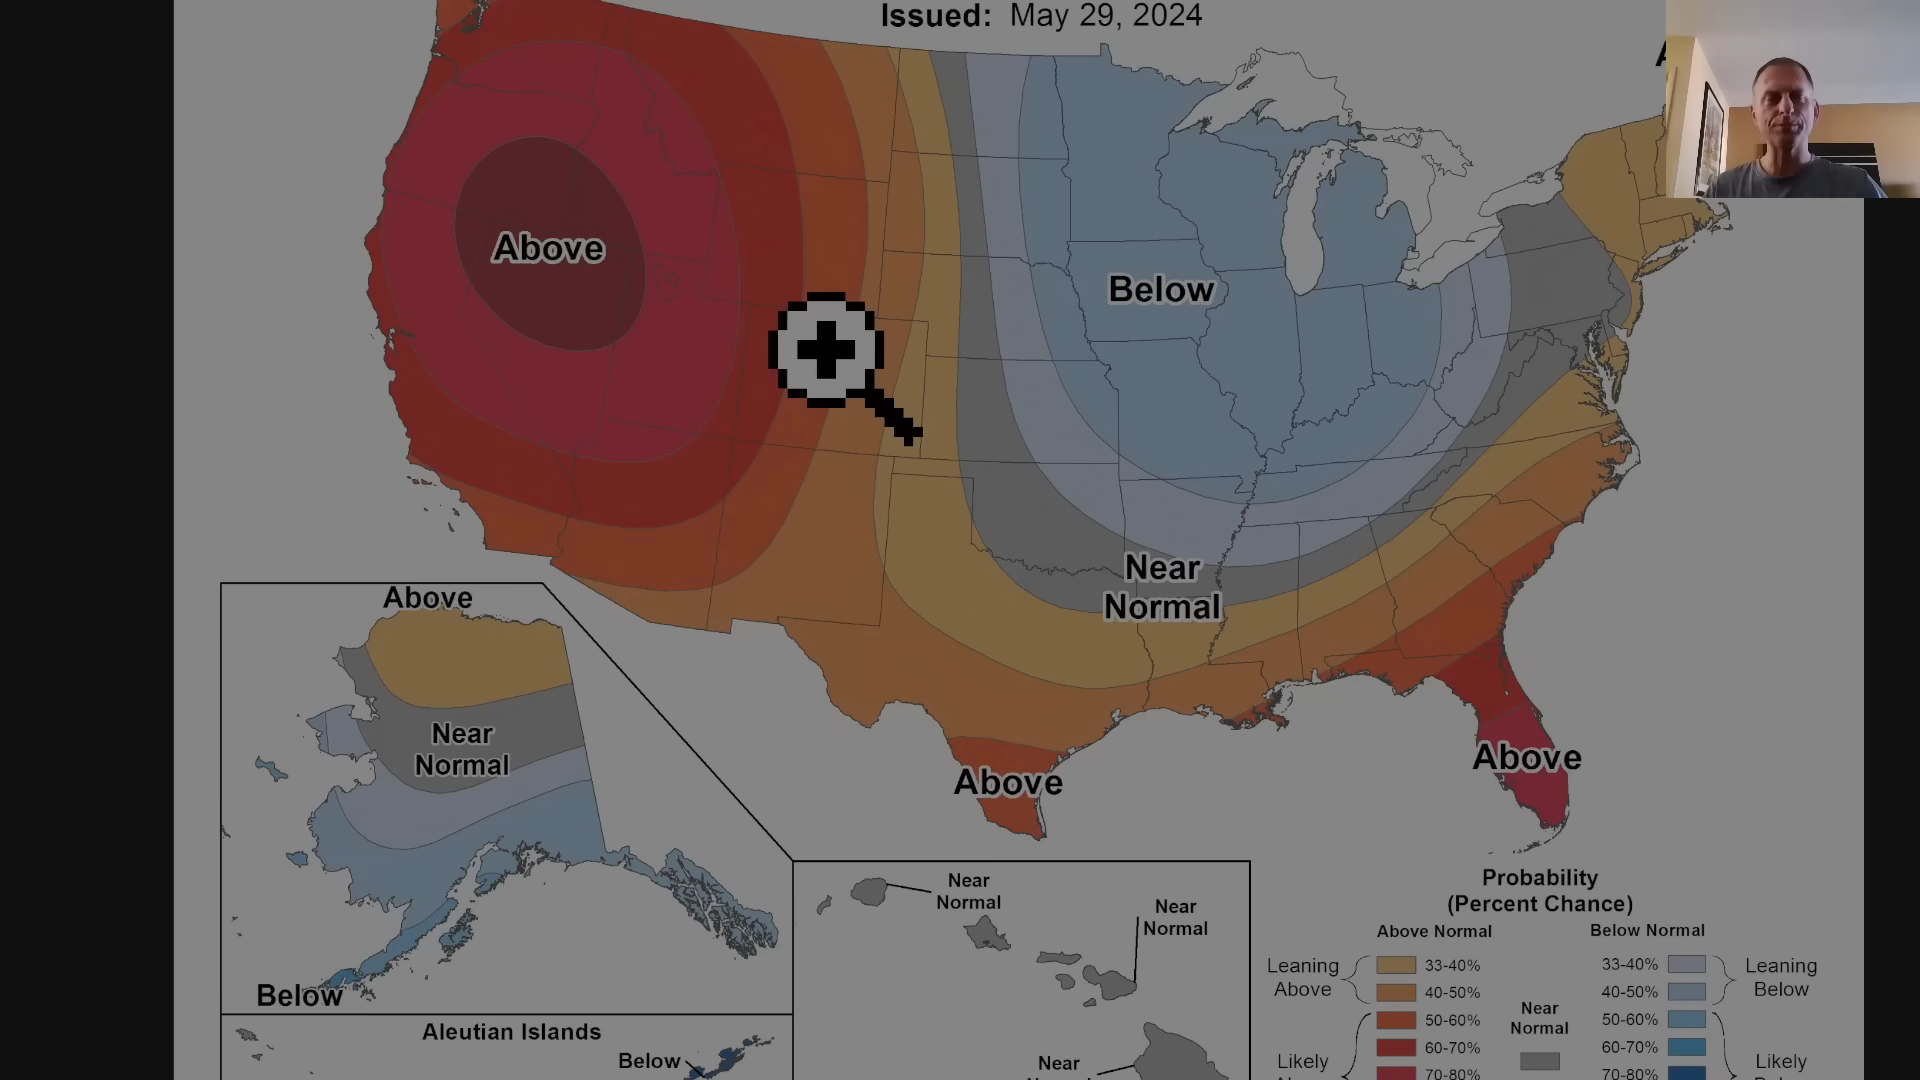 Issued: May 29, 2024
A
Above
Below
Near
Normal
Above
Above
Above
Near
Normal
Below
Near
Normal
Near
Normal
Near
Aleutian Islands
Below
Probability
(Percent Chance)
Above Normal
Below Normal
Leaning
Above
33-40%
40-50%
50-60%
60-70%
70-80%
Likely
Near
Normal
33-40%
40-50%
50-60%
60-70%
70-80%
Leaning
Below
Likely